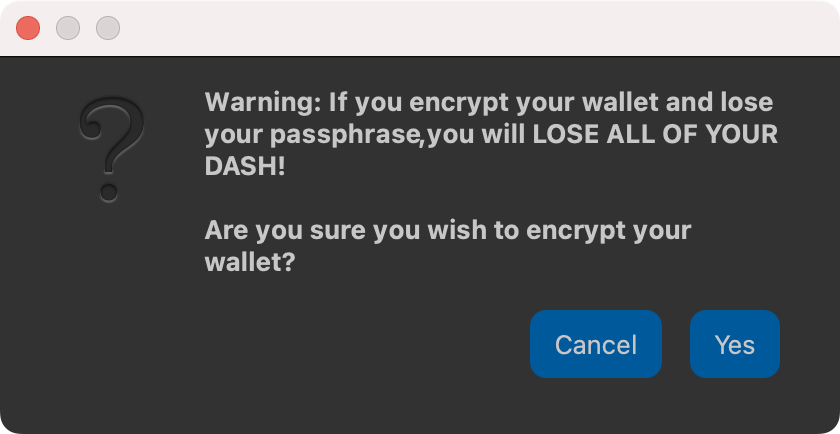 Warning: If you encrypt your wallet and lose
your passphrase,you will LOSE ALL OF YOUR
DASH!
Are you sure you wish to encrypt your
wallet?
Cancel
Yes